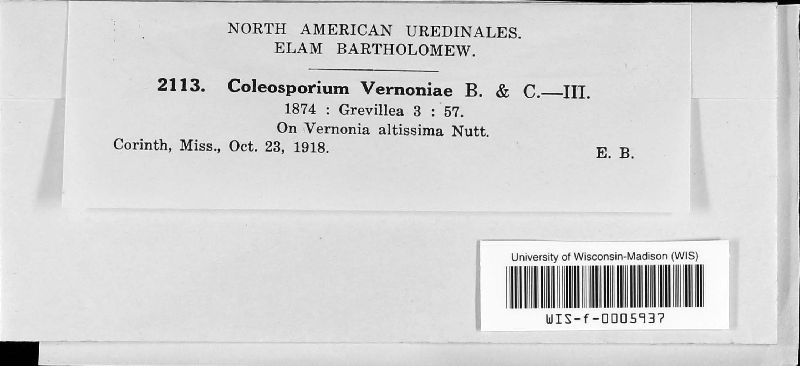 NORTH AMERICAN UREDINALES.
ELAM BARTHOLOMEW.
2113. Coleosporium Vernoniae B. & C.—III.
1874 : Grevillea 3 : 57.
On Vernonia altissima Nutt.
Corinth, Miss., Oct. 23, 1918. E. B.
University of Wisconsin-Madison (WIS)
WIS-f-0005937